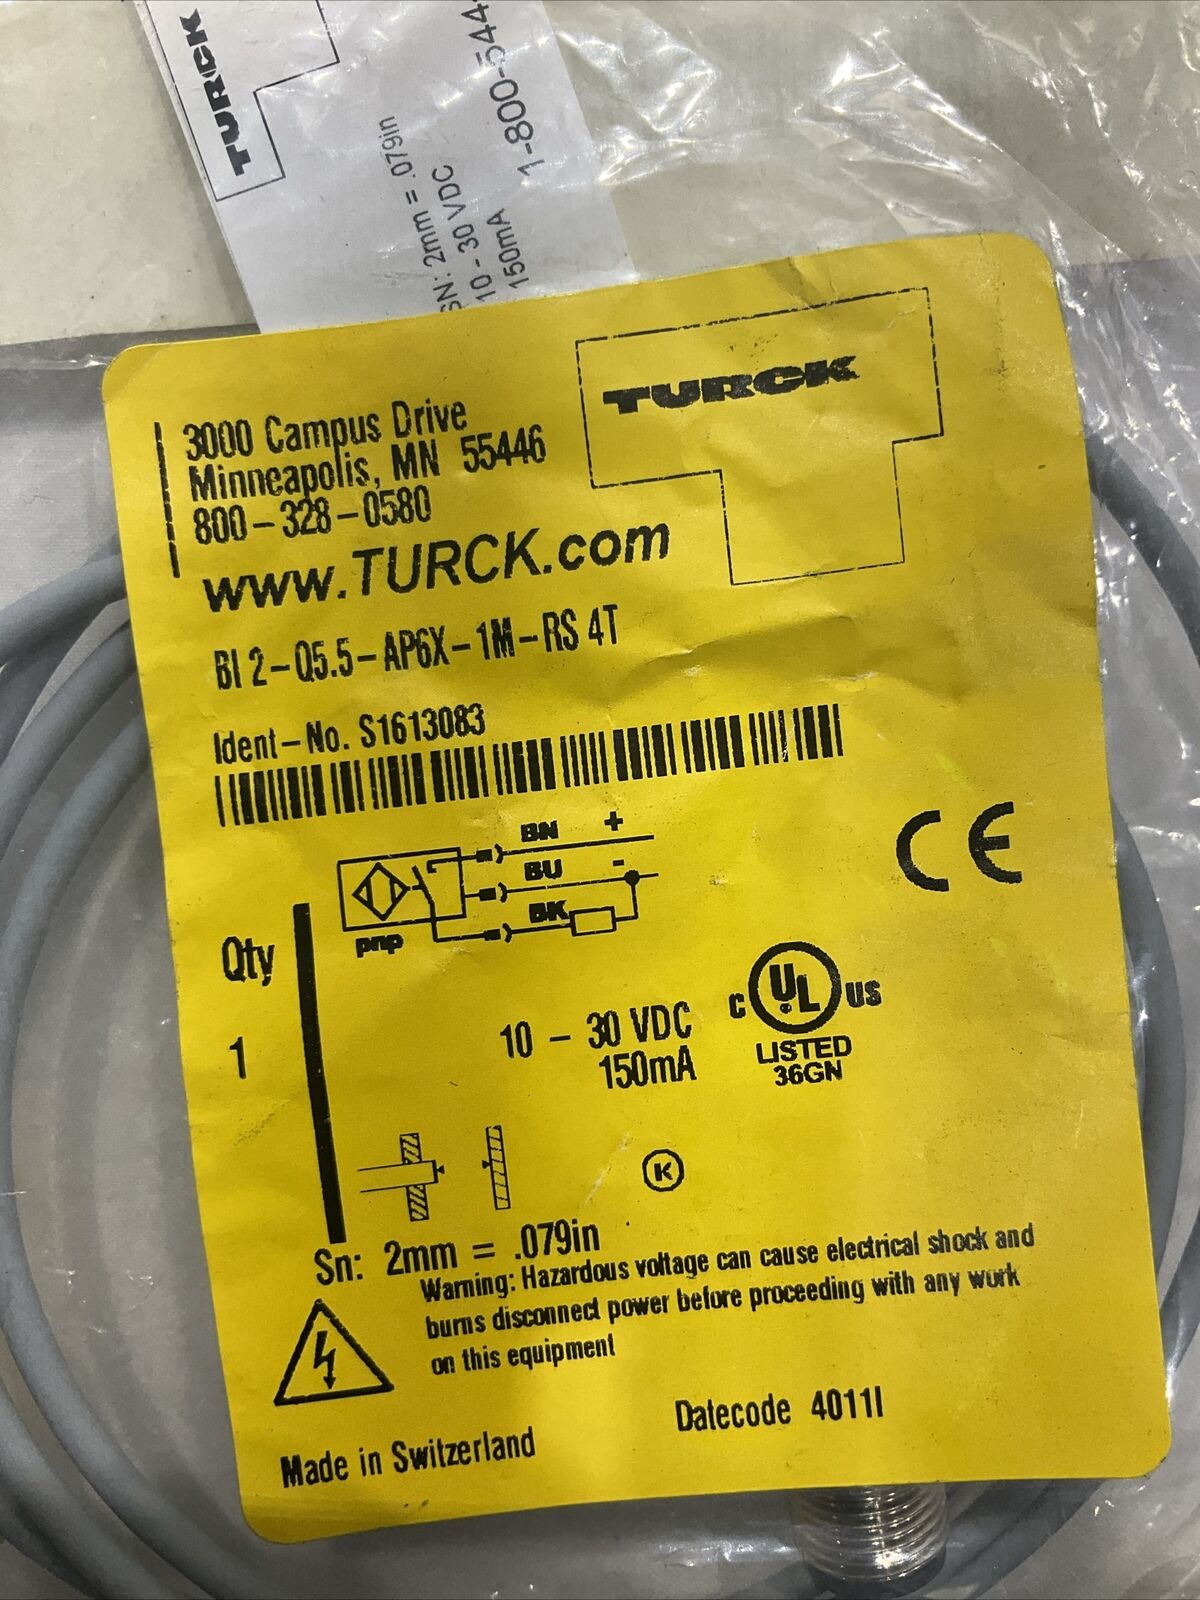 TURCK
SN: 2mm = .079in
10 - 30 VDC
150mA
1-800-544-
TURCK
3000 Campus Drive
Minneapolis, MN 55446
800-328-0580
www.TURCK.com
BI 2-Q5.5-AP6X-1M-RS 4T
Ident-No. S1613083
BN +
BU -
BK
pnp
CE
Qty
1
10 - 30 VDC
150mA
C UL US
LISTED
36GN
K
Sn: 2mm = .079in
Warning: Hazardous voltage can cause electrical shock and
burns disconnect power before proceeding with any work
on this equipment
Datecode 4011I
Made in Switzerland